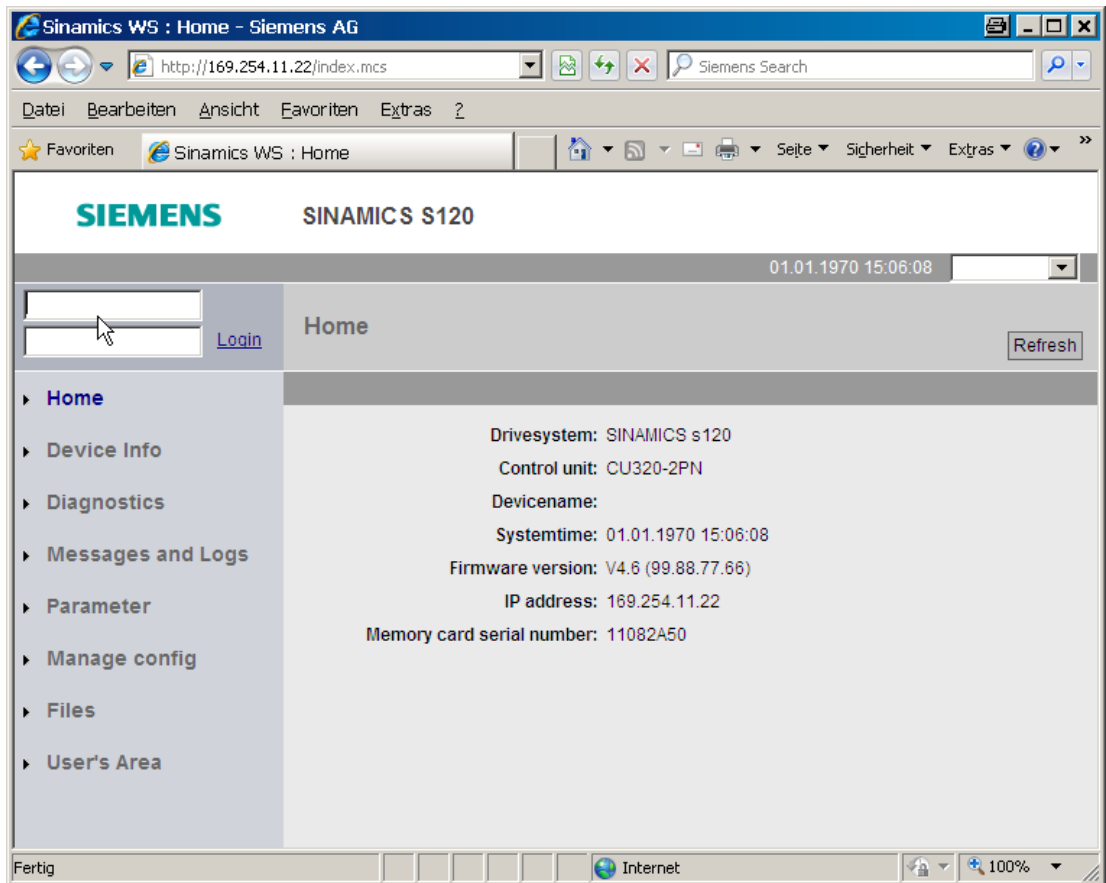 Sinamics WS : Home - Siemens AG
http://169.254.11.22/index.mcs
Siemens Search
Datei Bearbeiten Ansicht Favoriten Extras ?
Favoriten
Sinamics WS : Home
Seite Sicherheit Extras »
SIEMENS
SINAMICS S120
01.01.1970 15:06:08
Login
Home
Refresh
Home
Device Info
Diagnostics
Messages and Logs
Parameter
Manage config
Files
User's Area
Drivesystem: SINAMICS s120
Control unit: CU320-2PN
Devicename:
Systemtime: 01.01.1970 15:06:08
Firmware version: V4.6 (99.88.77.66)
IP address: 169.254.11.22
Memory card serial number: 11082A50
Fertig
Internet
100%